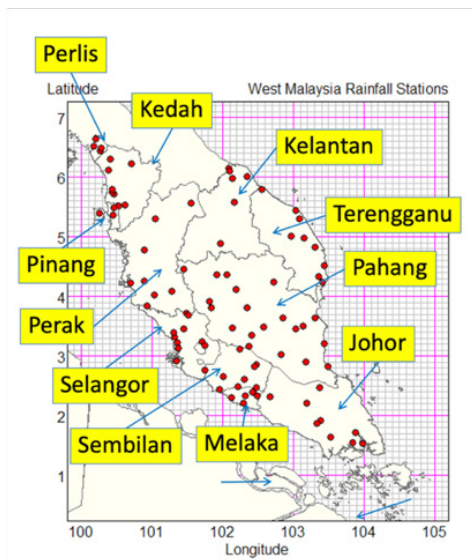 Perlis
Latitude
West Malaysia Rainfall Stations
Kedah
Kelantan
Terengganu
Pinang
Pahang
Perak
Johor
Selangor
Sembilan
Melaka
7
6
5
4
3
2
1
100 101 102 103 104 105
Longitude